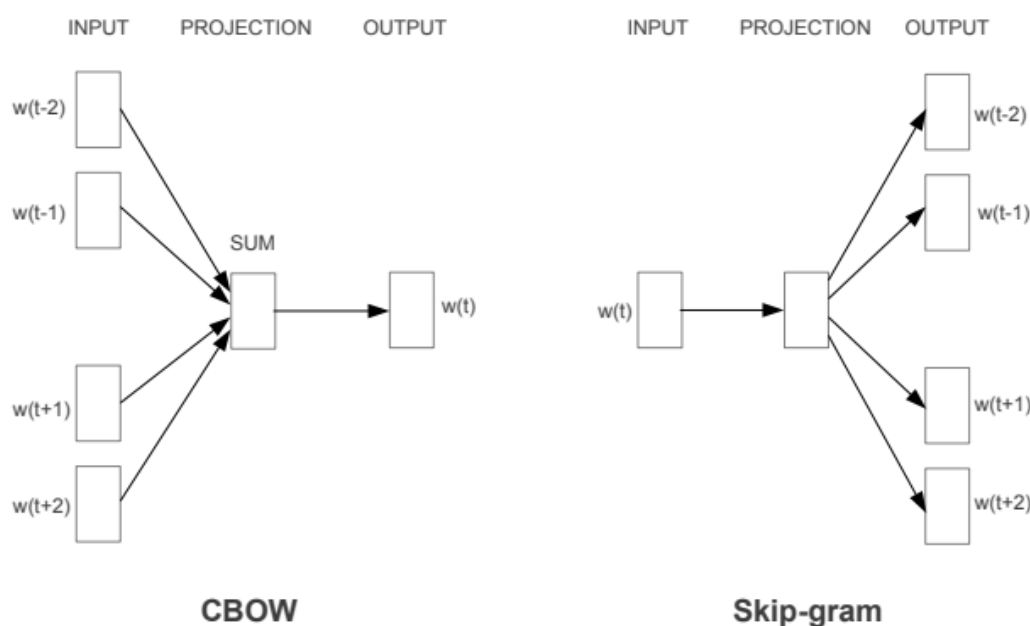 INPUT PROJECTION OUTPUT
w(t-2)
w(t-1)
SUM
w(t)
w(t+1)
w(t+2)
CBOW
INPUT PROJECTION OUTPUT
w(t-2)
w(t-1)
w(t)
w(t+1)
w(t+2)
Skip-gram